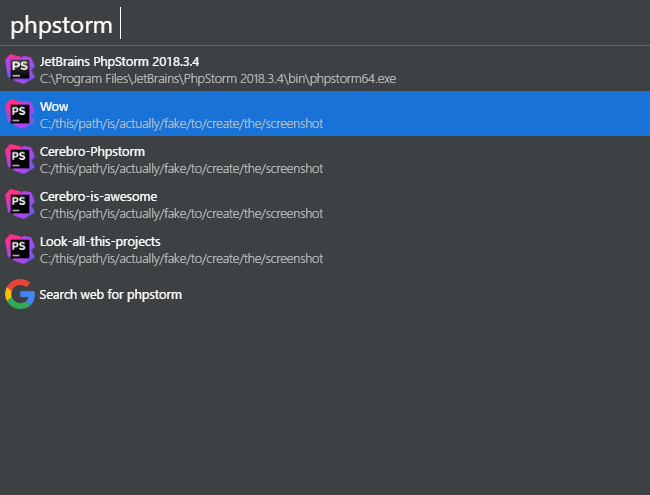 phpstorm
PS JetBrains PhpStorm 2018.3.4
C:\Program Files\JetBrains\PhpStorm 2018.3.4\bin\phpstorm64.exe
PS Wow
C:/this/path/is/actually/fake/to/create/the/screenshot
PS Cerebro-Phpstorm
C:/this/path/is/actually/fake/to/create/the/screenshot
PS Cerebro-is-awesome
C:/this/path/is/actually/fake/to/create/the/screenshot
PS Look-all-this-projects
C:/this/path/is/actually/fake/to/create/the/screenshot
G Search web for phpstorm